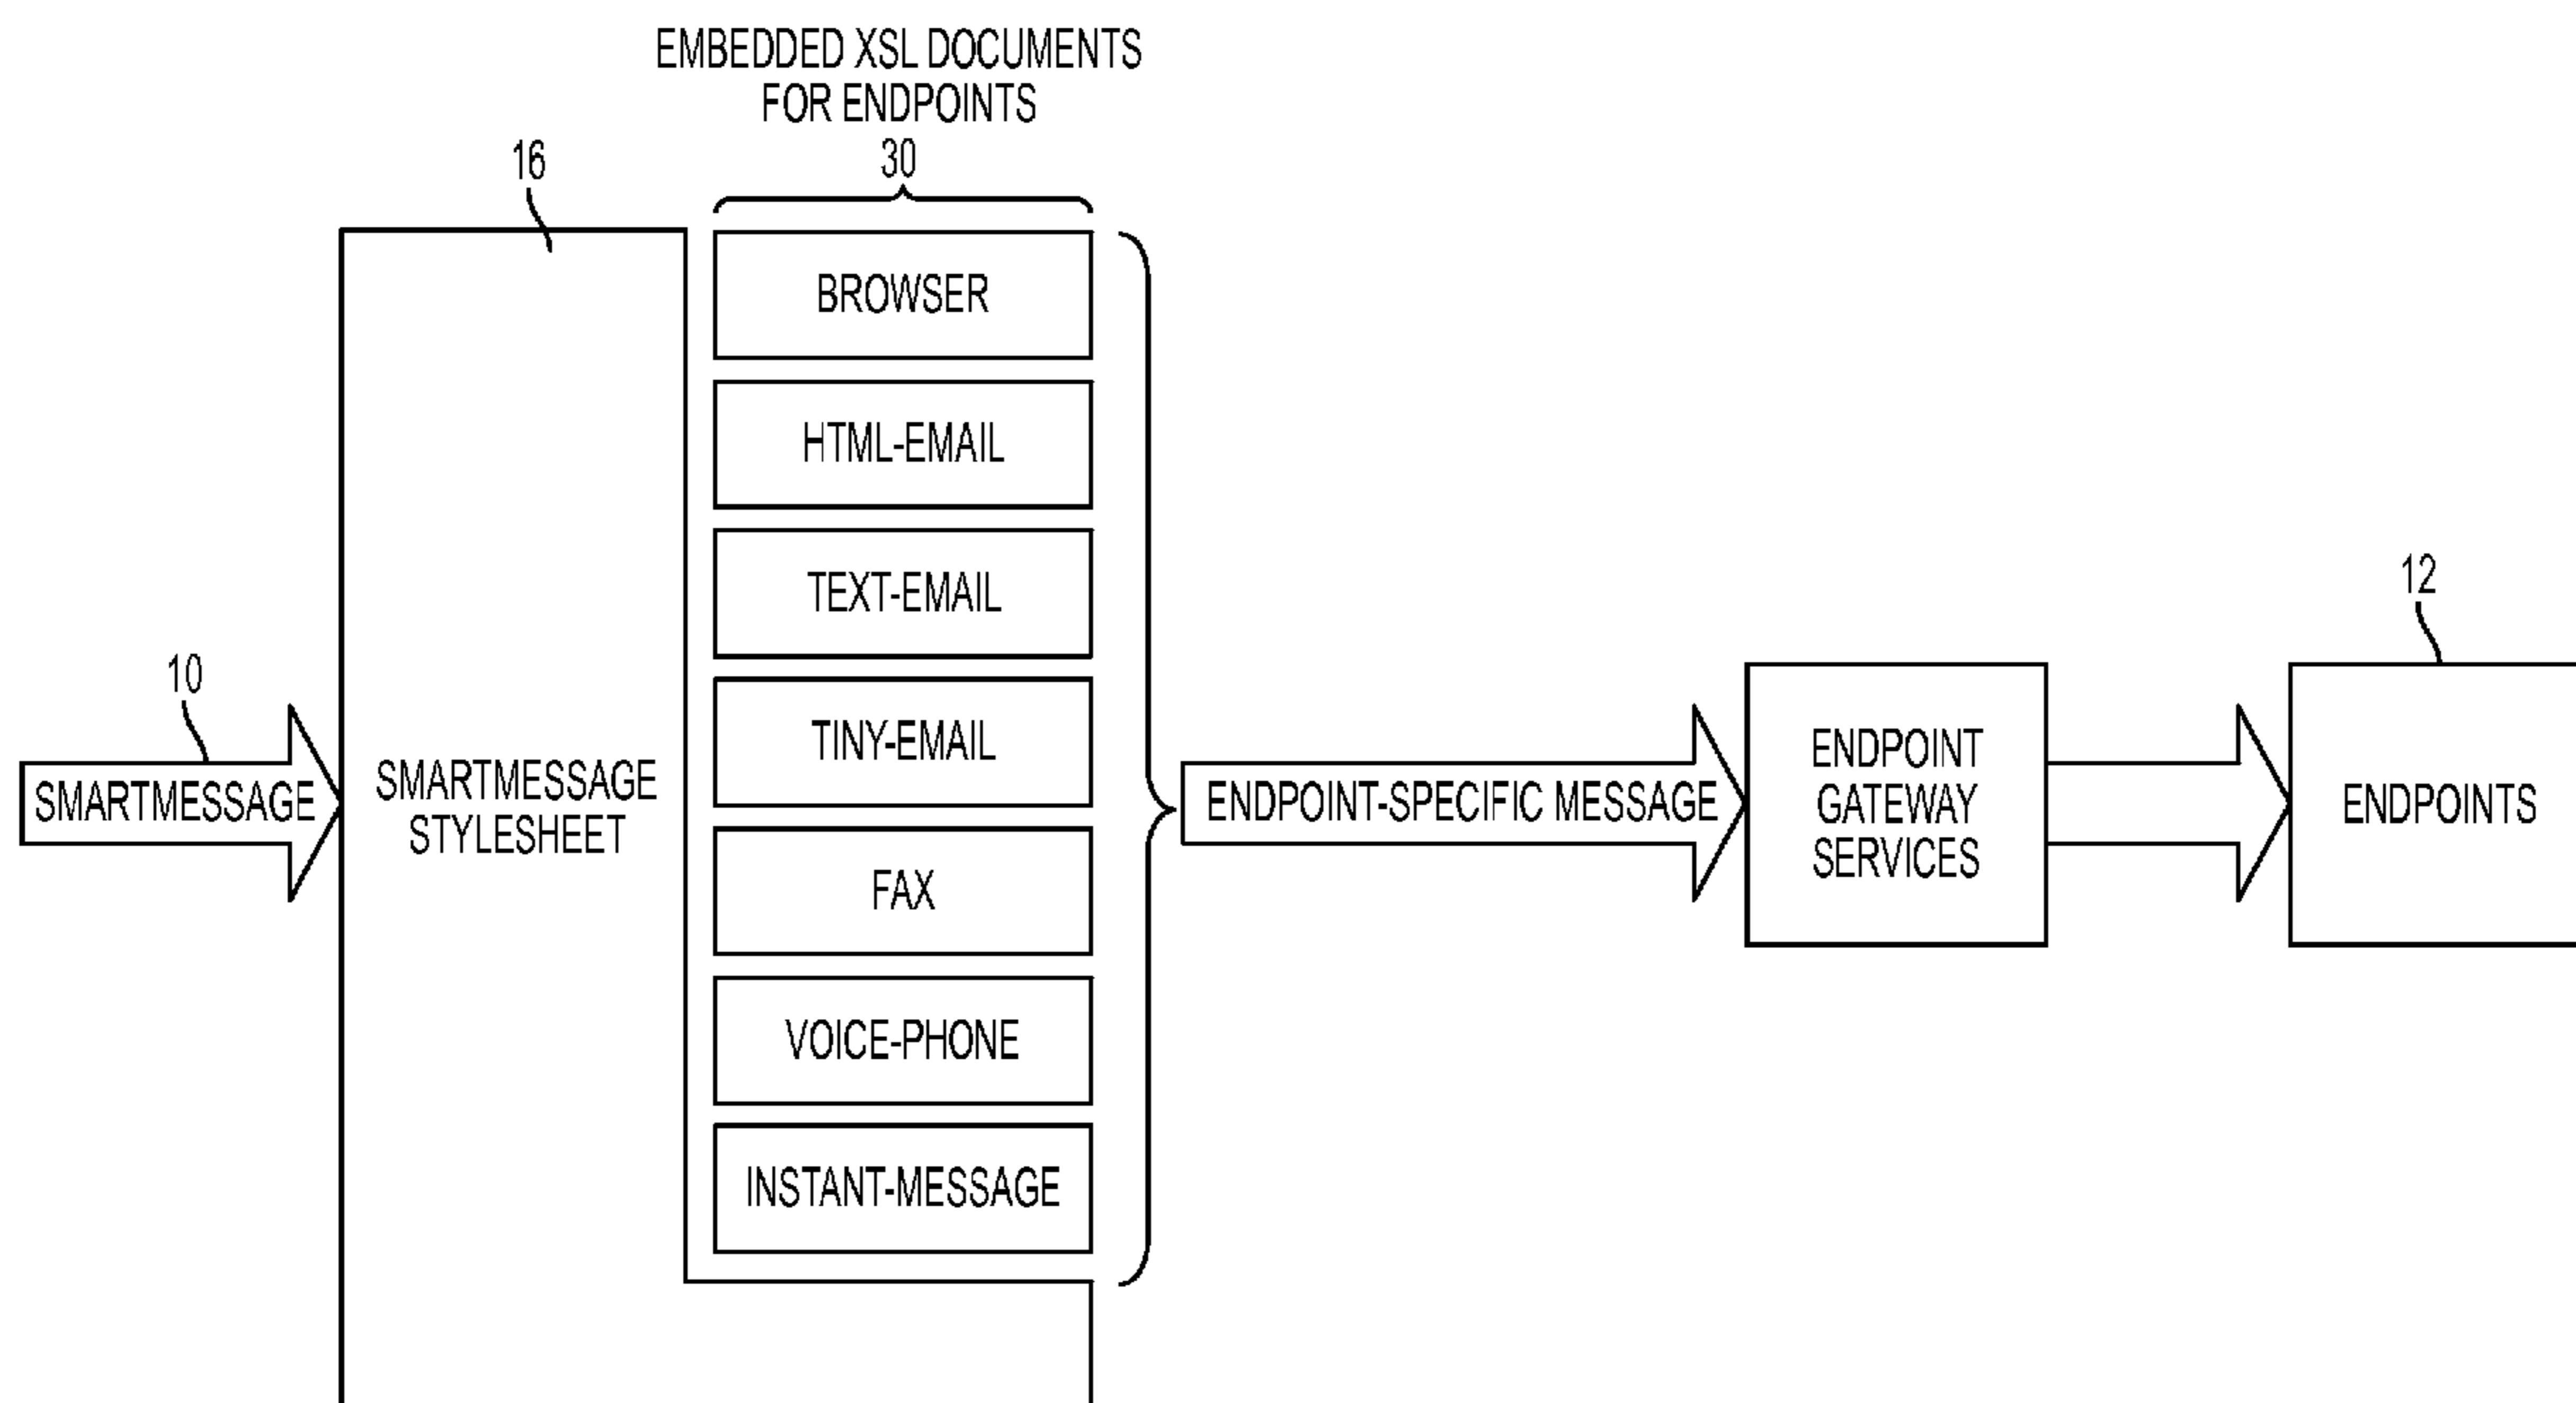 EMBEDDED XSL DOCUMENTS
FOR ENDPOINTS
30
16
BROWSER
HTML-EMAIL
TEXT-EMAIL
TINY-EMAIL
FAX
VOICE-PHONE
INSTANT-MESSAGE
10
SMARTMESSAGE
SMARTMESSAGE
STYLESHEET
ENDPOINT-SPECIFIC MESSAGE
ENDPOINT
GATEWAY
SERVICES
12
ENDPOINTS